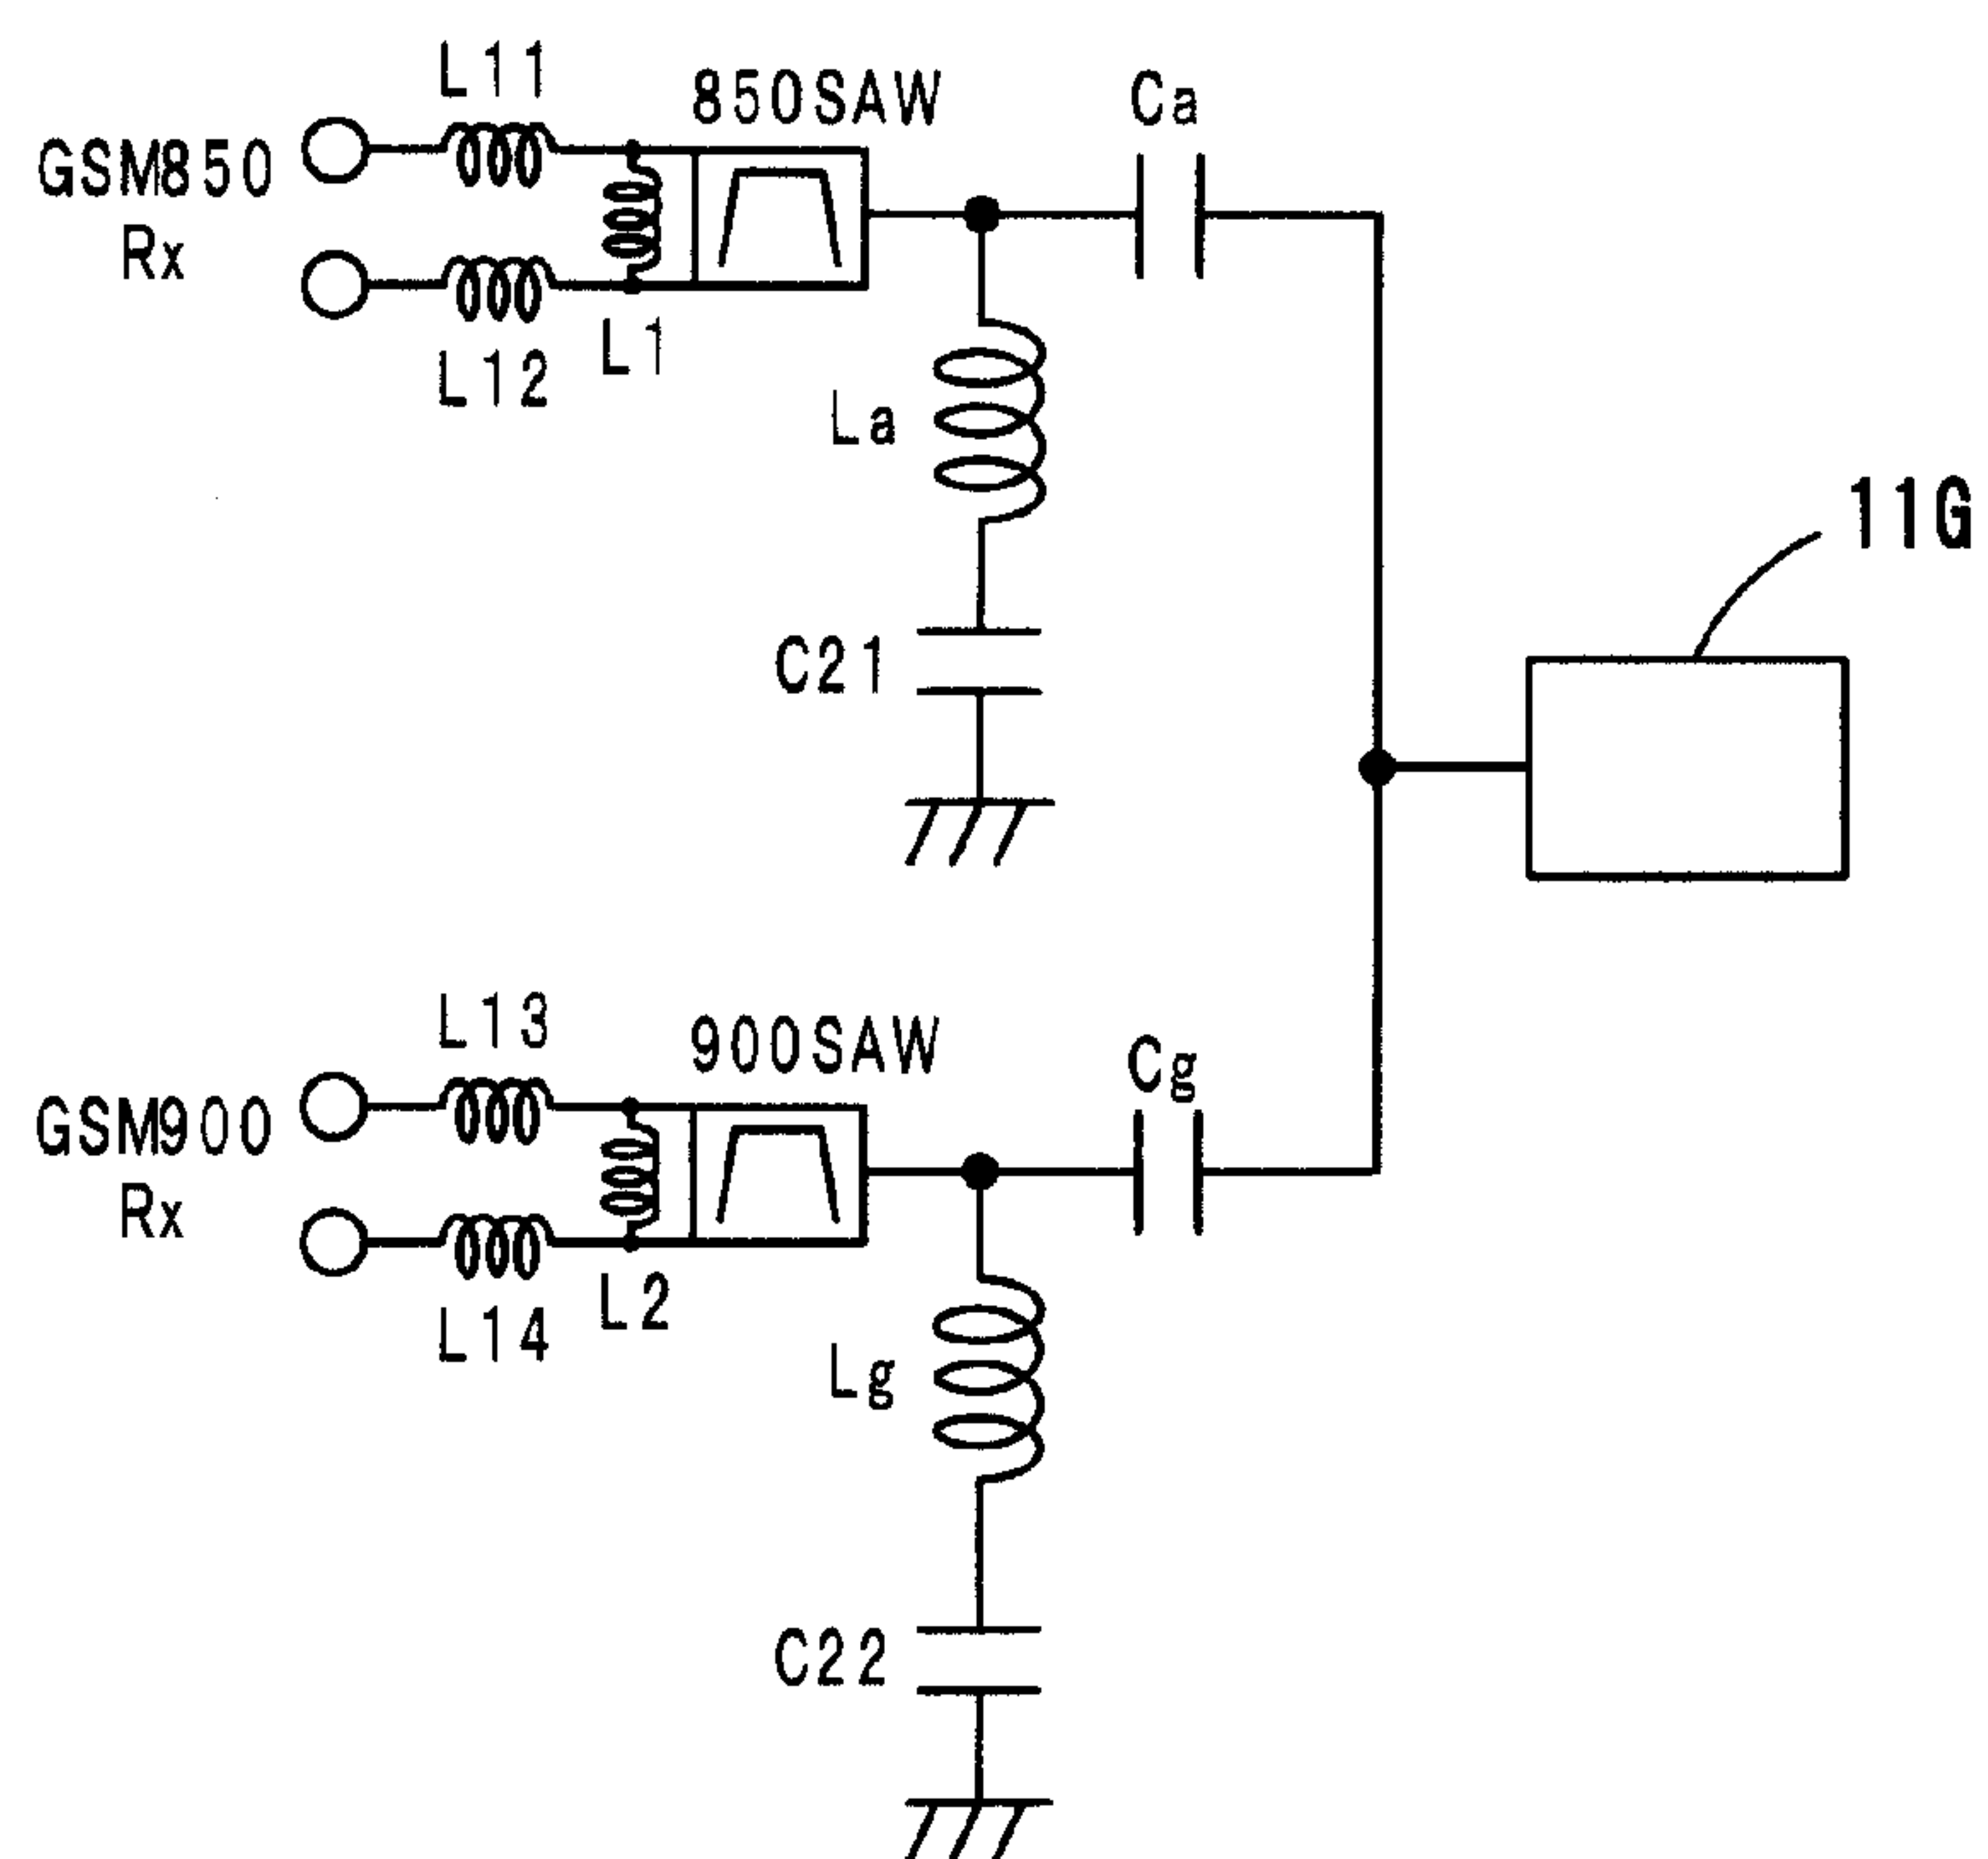 L11
850SAW
Ca
GSM850
Rx
L12
L1
La
11G
C21
L13
900SAW
Cg
GSM900
Rx
L14
L2
Lg
C22